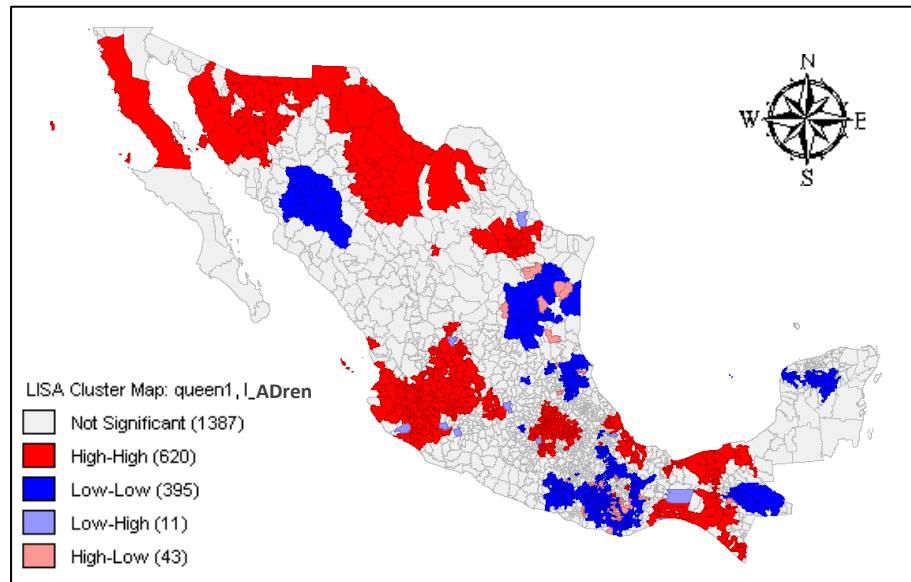 N
W E
S
LISA Cluster Map: queen1, I_ADren
Not Significant (1387)
High-High (620)
Low-Low (395)
Low-High (11)
High-Low (43)